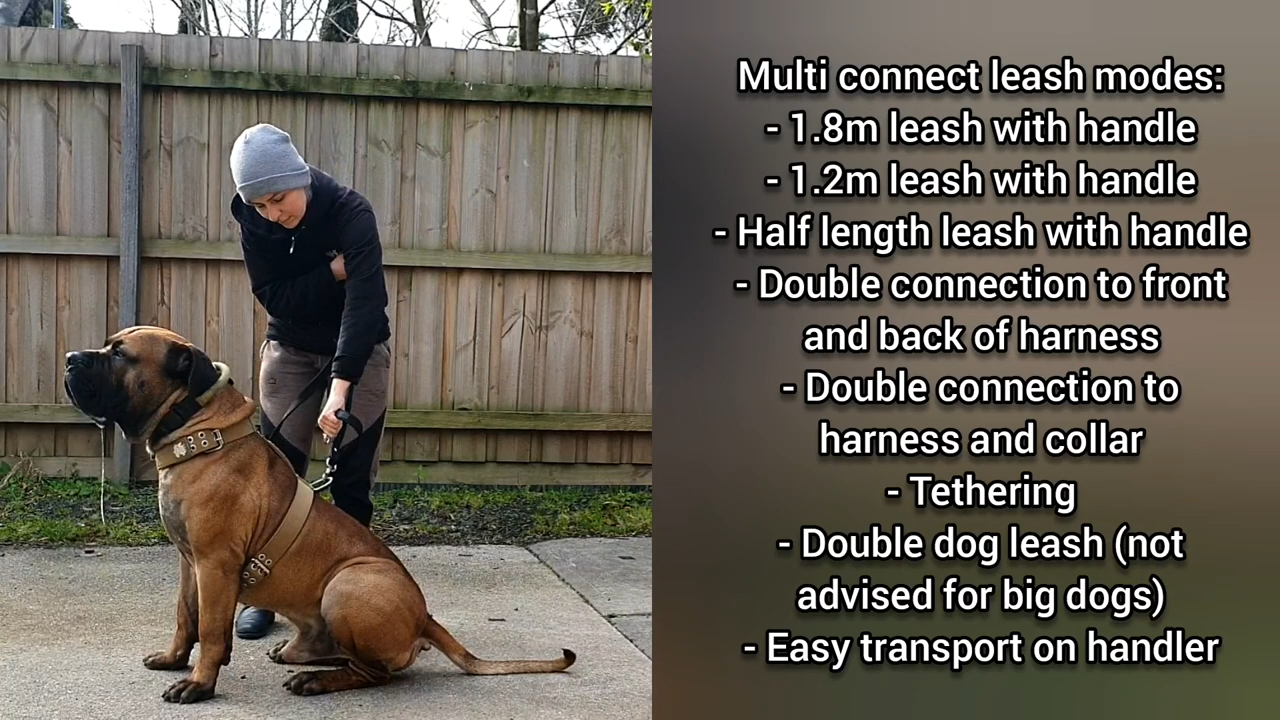 Multi connect leash modes:
- 1.8m leash with handle
- 1.2m leash with handle
- Half length leash with handle
- Double connection to front
and back of harness
- Double connection to
harness and collar
- Tethering
- Double dog leash (not
advised for big dogs)
- Easy transport on handler